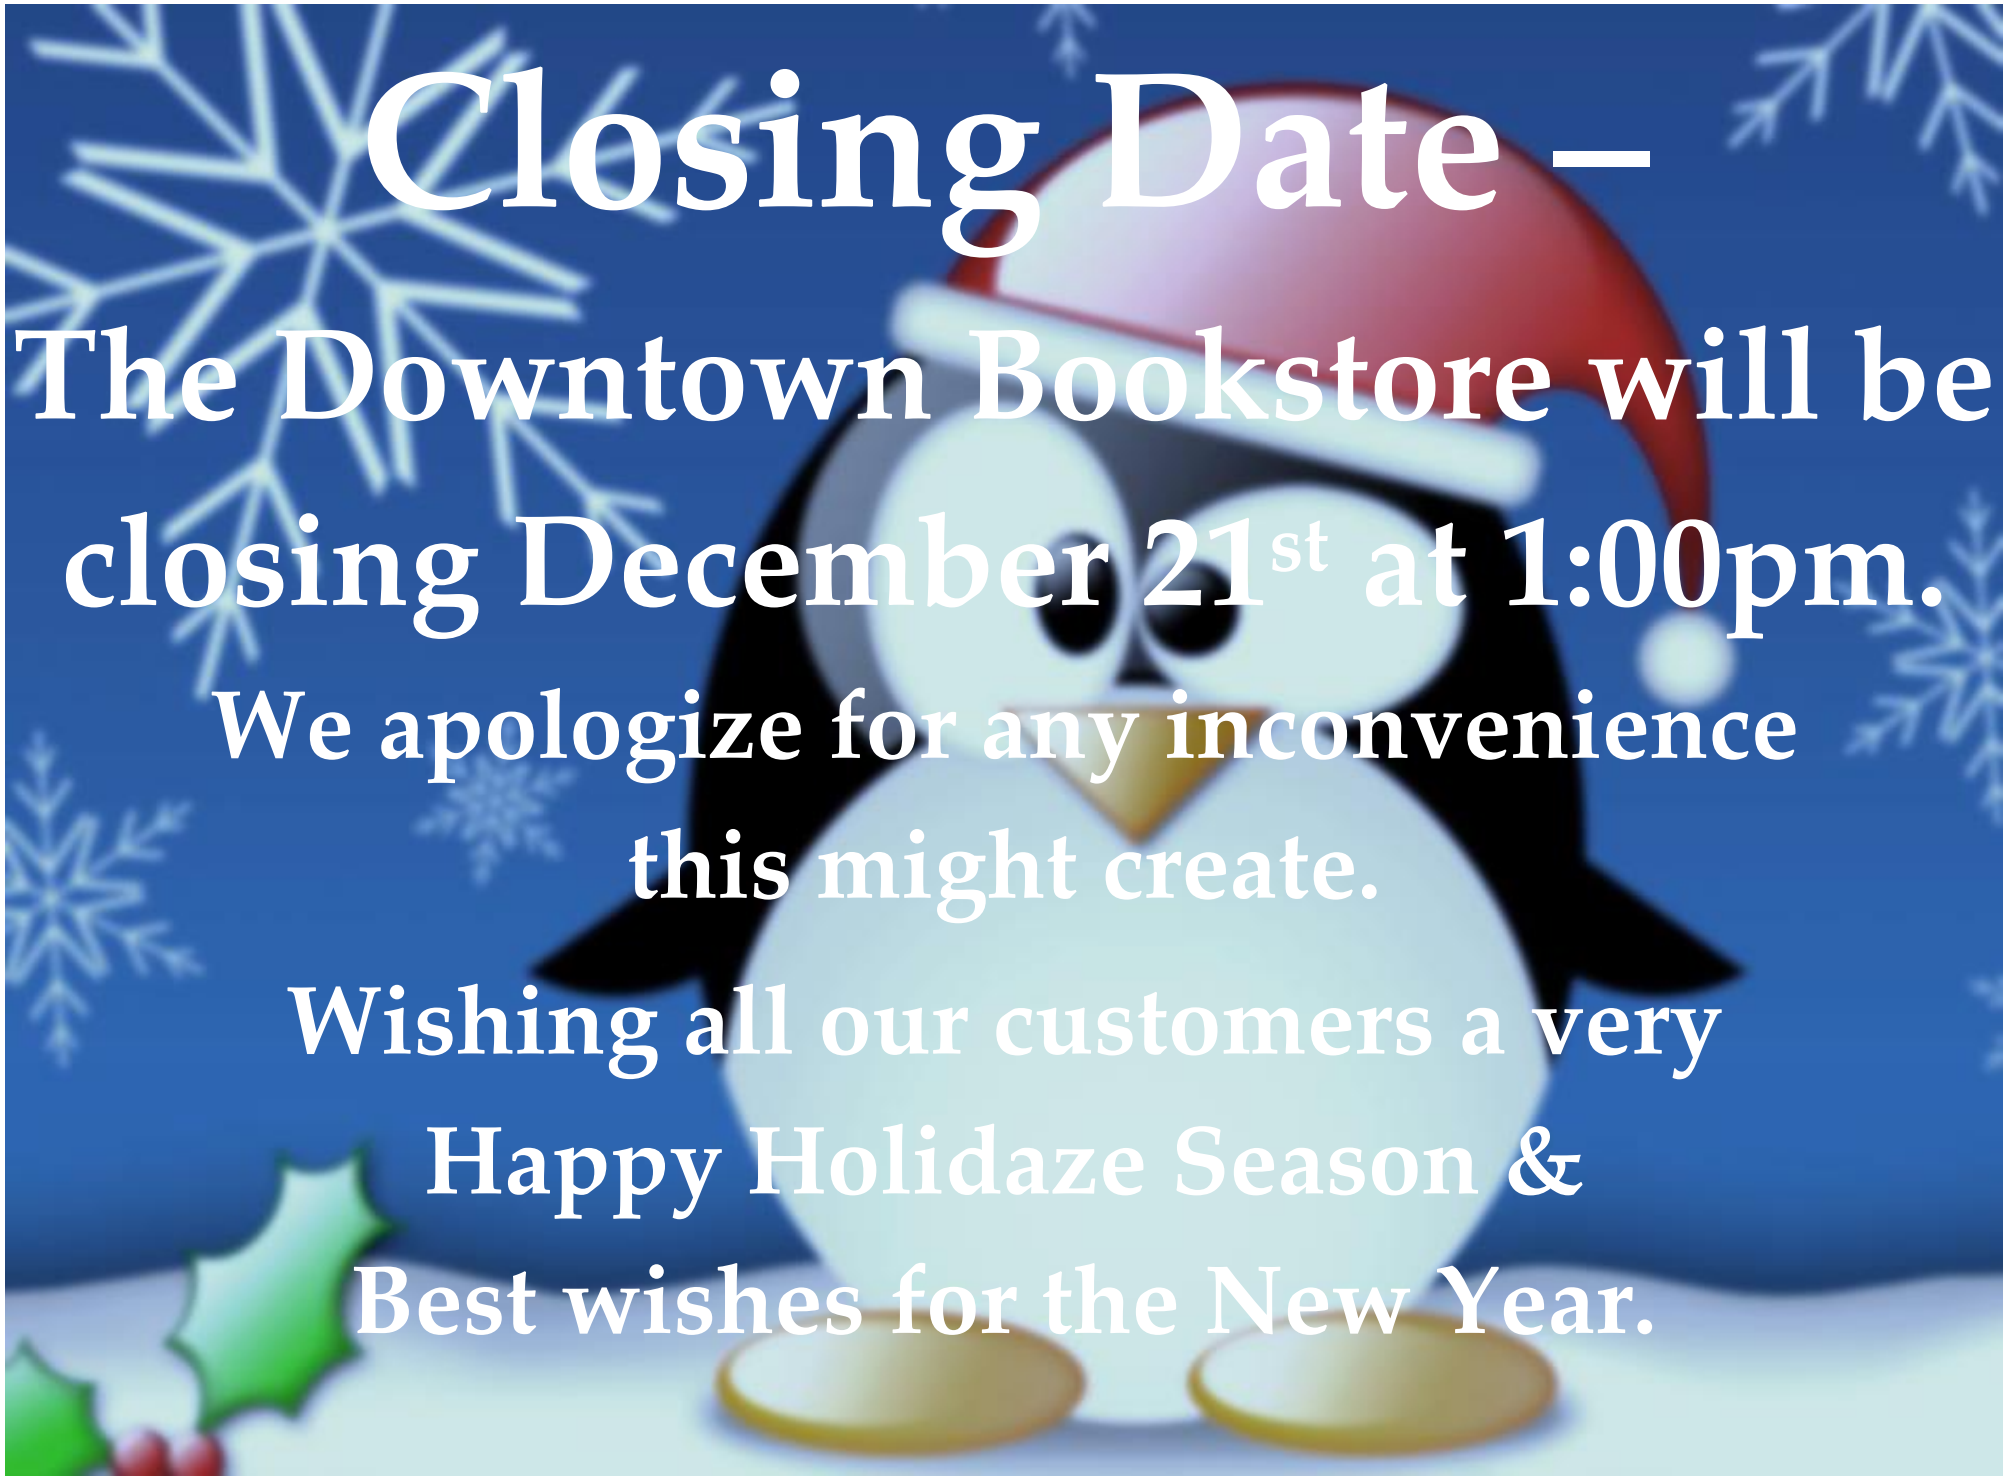 Closing Date –
The Downtown Bookstore will be
closing December 21st at 1:00pm.
We apologize for any inconvenience
this might create.
Wishing all our customers a very
Happy Holidaze Season &
Best wishes for the New Year.